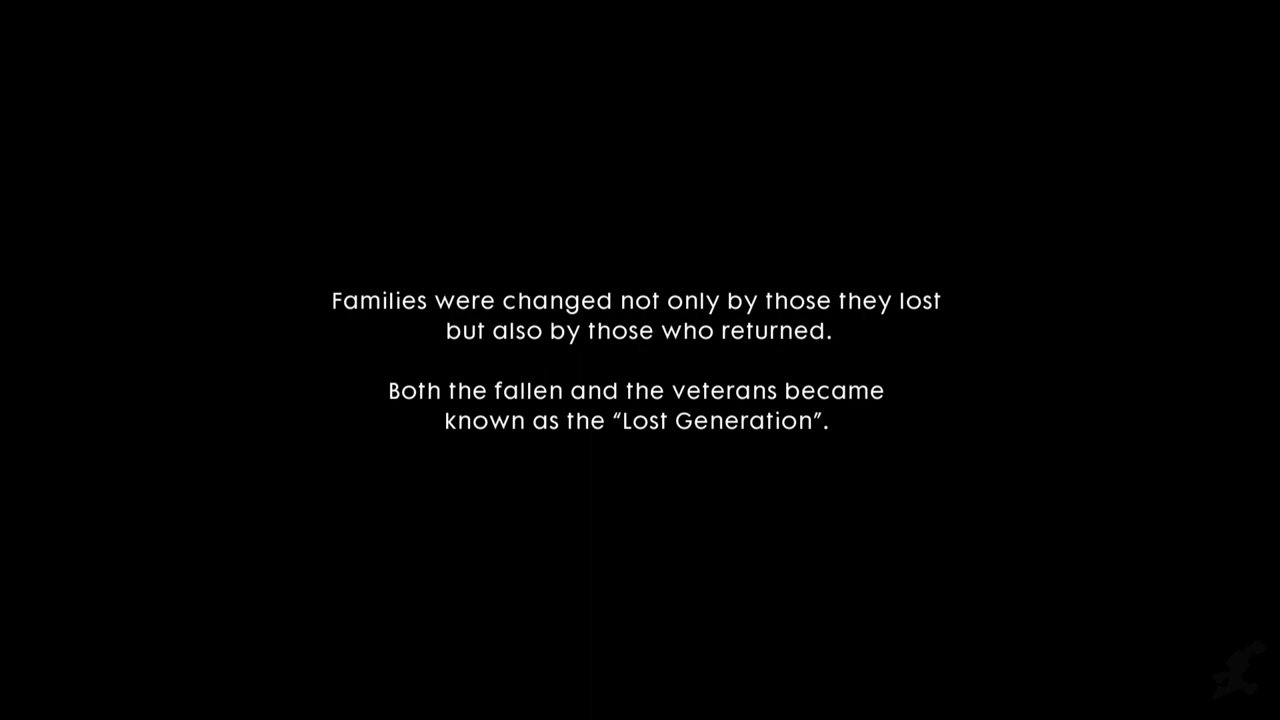 Families were changed not only by those they lost
but also by those who returned.
Both the fallen and the veterans became
known as the “Lost Generation”.